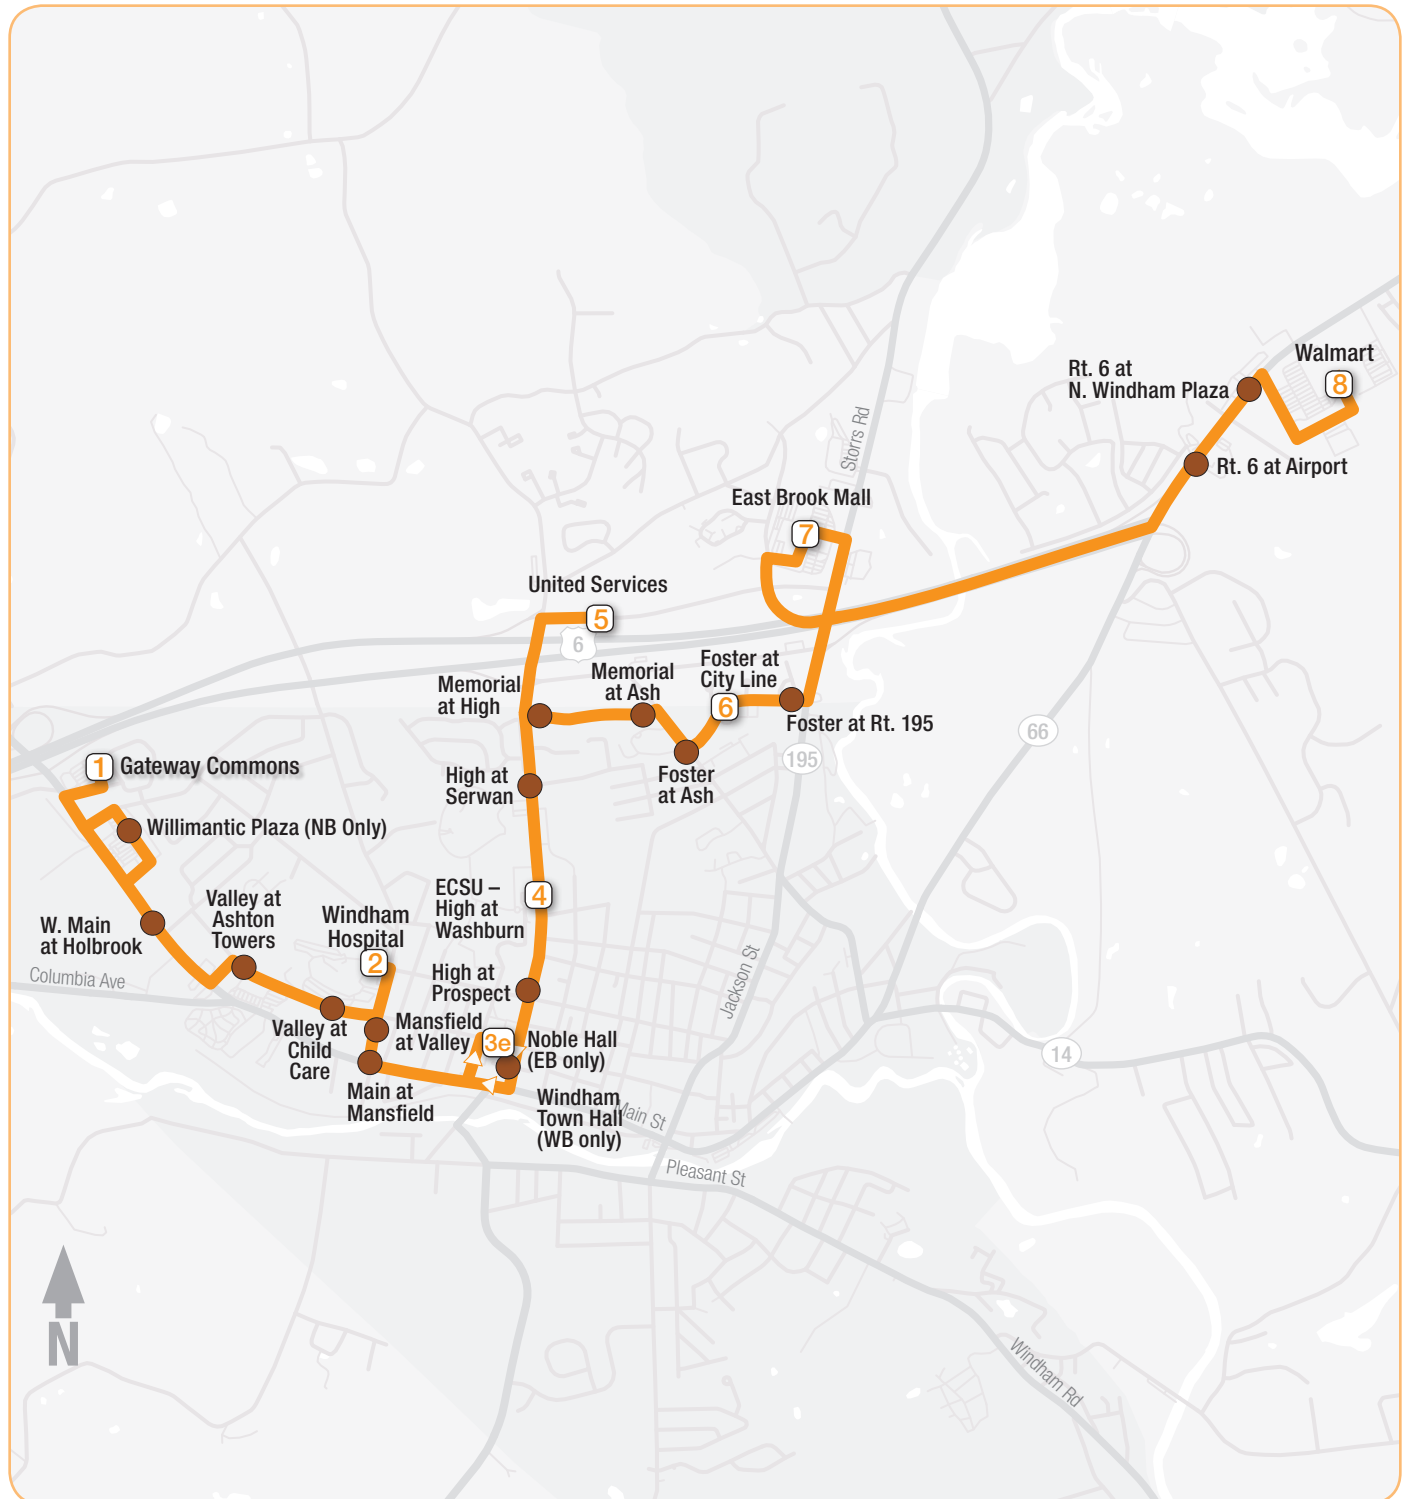 Walmart
8
Rt. 6 at
N. Windham Plaza
Rt. 6 at Airport
Storrs Rd
East Brook Mall
7
United Services
5
6
Memorial
at High
Memorial
at Ash
Foster at
City Line
6
Foster at Rt. 195
195
66
Foster
at Ash
High at
Serwan
1
Gateway Commons
Willimantic Plaza (NB Only)
W. Main
at Holbrook
Valley at
Ashton
Towers
Windham
Hospital
2
ECSU –
High at
Washburn
4
Columbia Ave
High at
Prospect
Jackson St
Valley at
Child
Care
Mansfield
at Valley
3e
Noble Hall
(EB only)
14
Main at
Mansfield
Windham
Town Hall
(WB only)
Main St
Pleasant St
Windham Rd
N